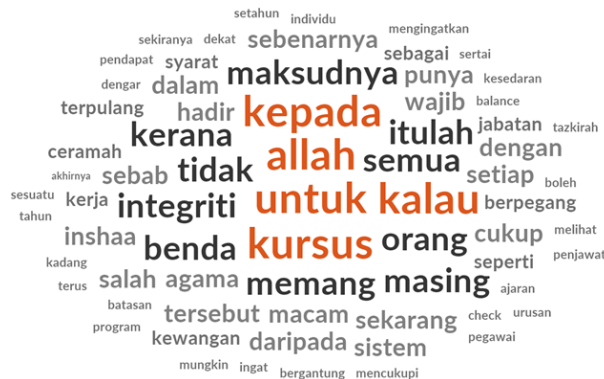 setahun individu
sekiranya dekat sebenarnya mengingatkan
pendapat syarat sebagai sertai
dengar dalam maksudnya punya kesedaran
terpulang hadir kepada wajib balance
kerana itulah jabatan tazkirah
ceramah allah semua dengan
akhirnya sebab tidak setiap boleh
sesuatu kerja integriti untuk kalau berpegang
tahun inshaa benda kursus orang cukup melihat
kadang seperti penjawat
terus salah agama memang masing ajaran
batasan tersebut macam sekarang check urusan
program kewangan daripada sistem pegawai
mungkin ingat bergantung mencukupi